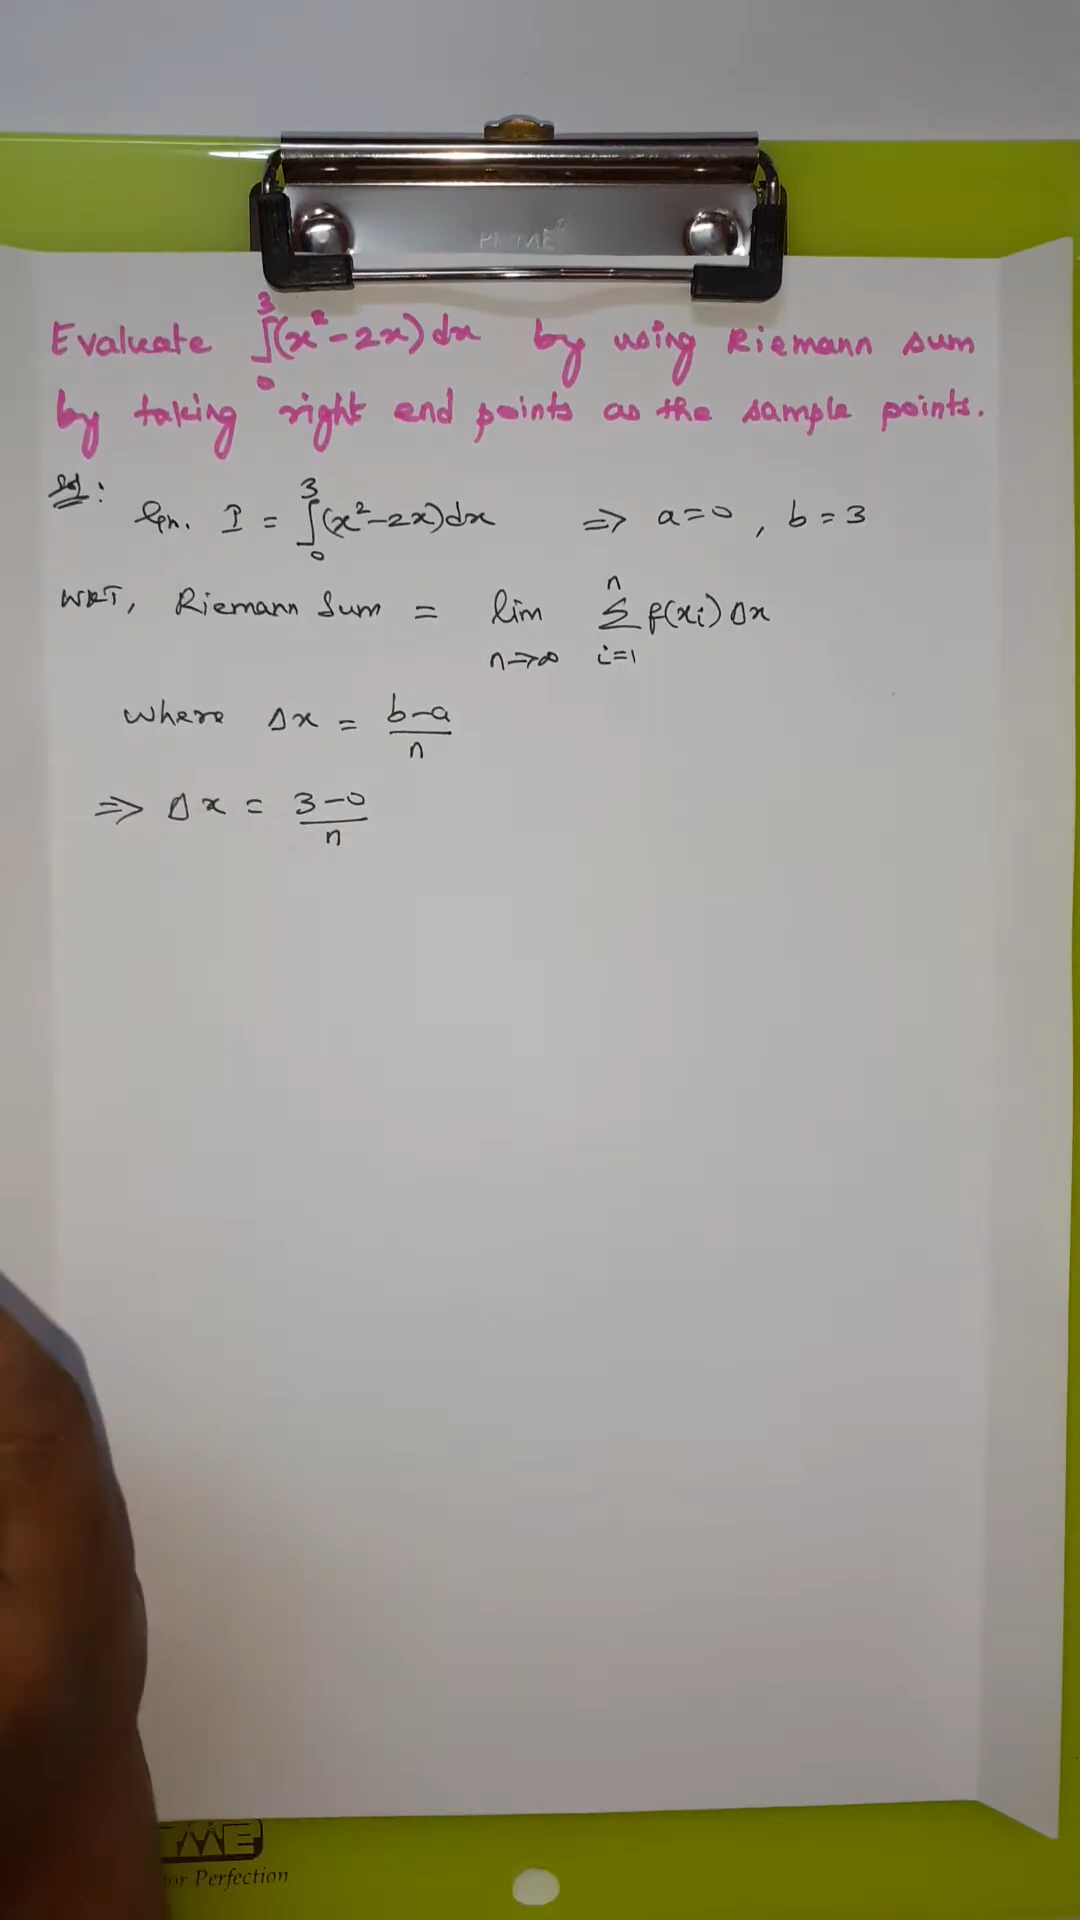 PRIME
Evaluate ∫₀³(x²-2x)dx by using Riemann sum
by taking right end points as the sample points.
Sol:
Gn. I = ∫₀³(x²-2x)dx ⇒ a=0, b=3
WKT, Riemann Sum = lim n→∞ Σ i=1 n f(xi) Δx
where Δx = b-a/n
⇒ Δx = 3-0/n
or Perfection